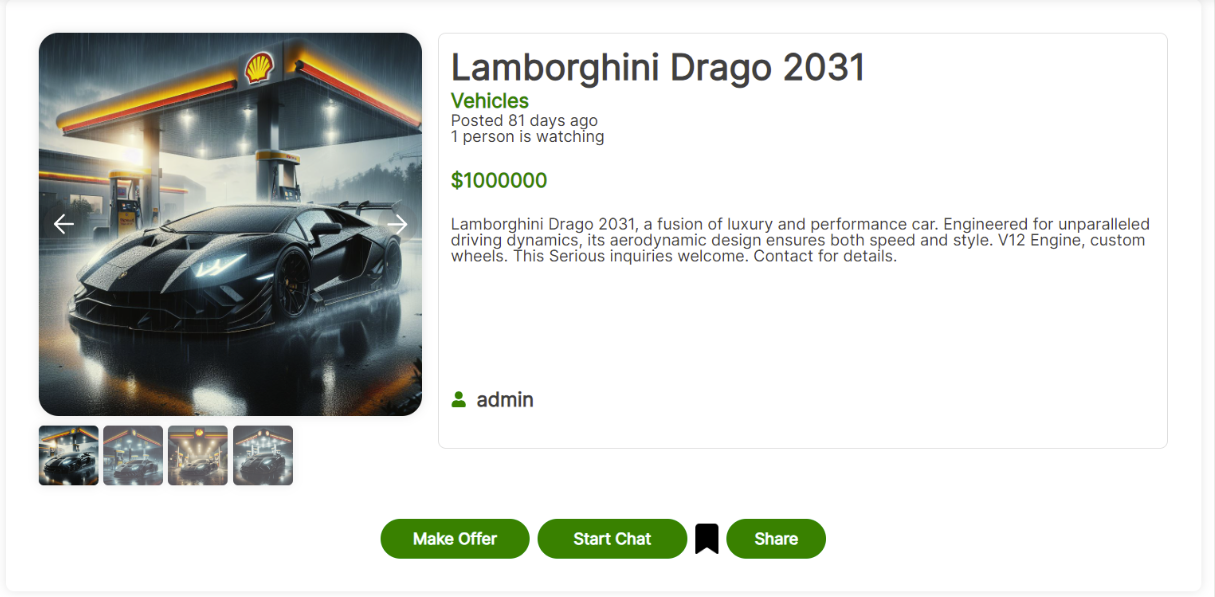 Lamborghini Drago 2031
Vehicles
Posted 81 days ago
1 person is watching
$1000000
Lamborghini Drago 2031, a fusion of luxury and performance car. Engineered for unparalleled
driving dynamics, its aerodynamic design ensures both speed and style. V12 Engine, custom
wheels. This Serious inquiries welcome. Contact for details.
admin
Make Offer
Start Chat
Share